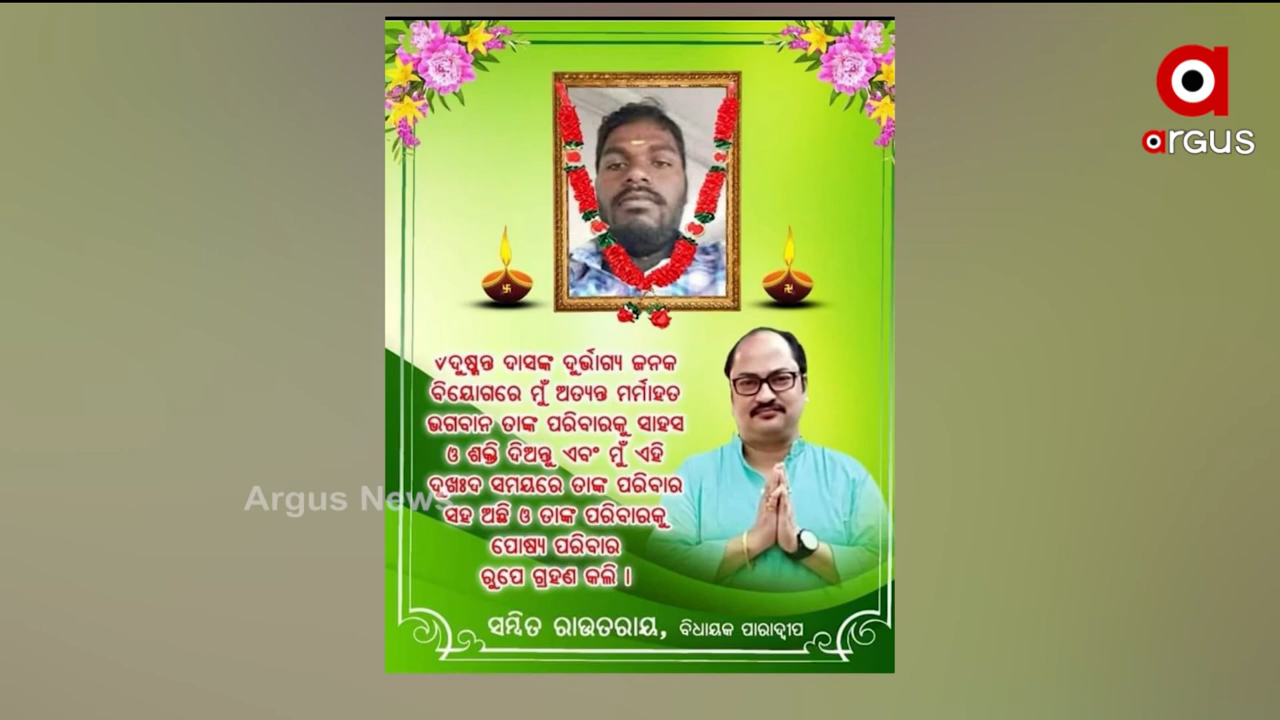 argus
୰ଦୁଷ୍ମନ୍ତ ଦାସଙ୍କ ଦୁର୍ଭାଗ୍ୟ ଜନକ
ବିୟୋଗରେ ମୁଁ ଅତ୍ୟନ୍ତ ମର୍ମାହତ
ଭଗବାନ ତାଙ୍କ ପରିବାରକୁ ସାହସ
ଓ ଶକ୍ତି ଦିଅନ୍ତୁ ଏବଂ ମୁଁ ଏହି
ଦୁଖଃଦ ସମୟରେ ତାଙ୍କ ପରିବାର
Argus News
ସହ ଅଛି ଓ ତାଙ୍କ ପରିବାରକୁ
ପୋଷ୍ୟ ପରିବାର
ରୁପେ ଗ୍ରହଣ କଲି ।
ସମ୍ବିତ ରାଉତରାୟ, ବିଧାୟକ ପାରାଦ୍ୱୀପ